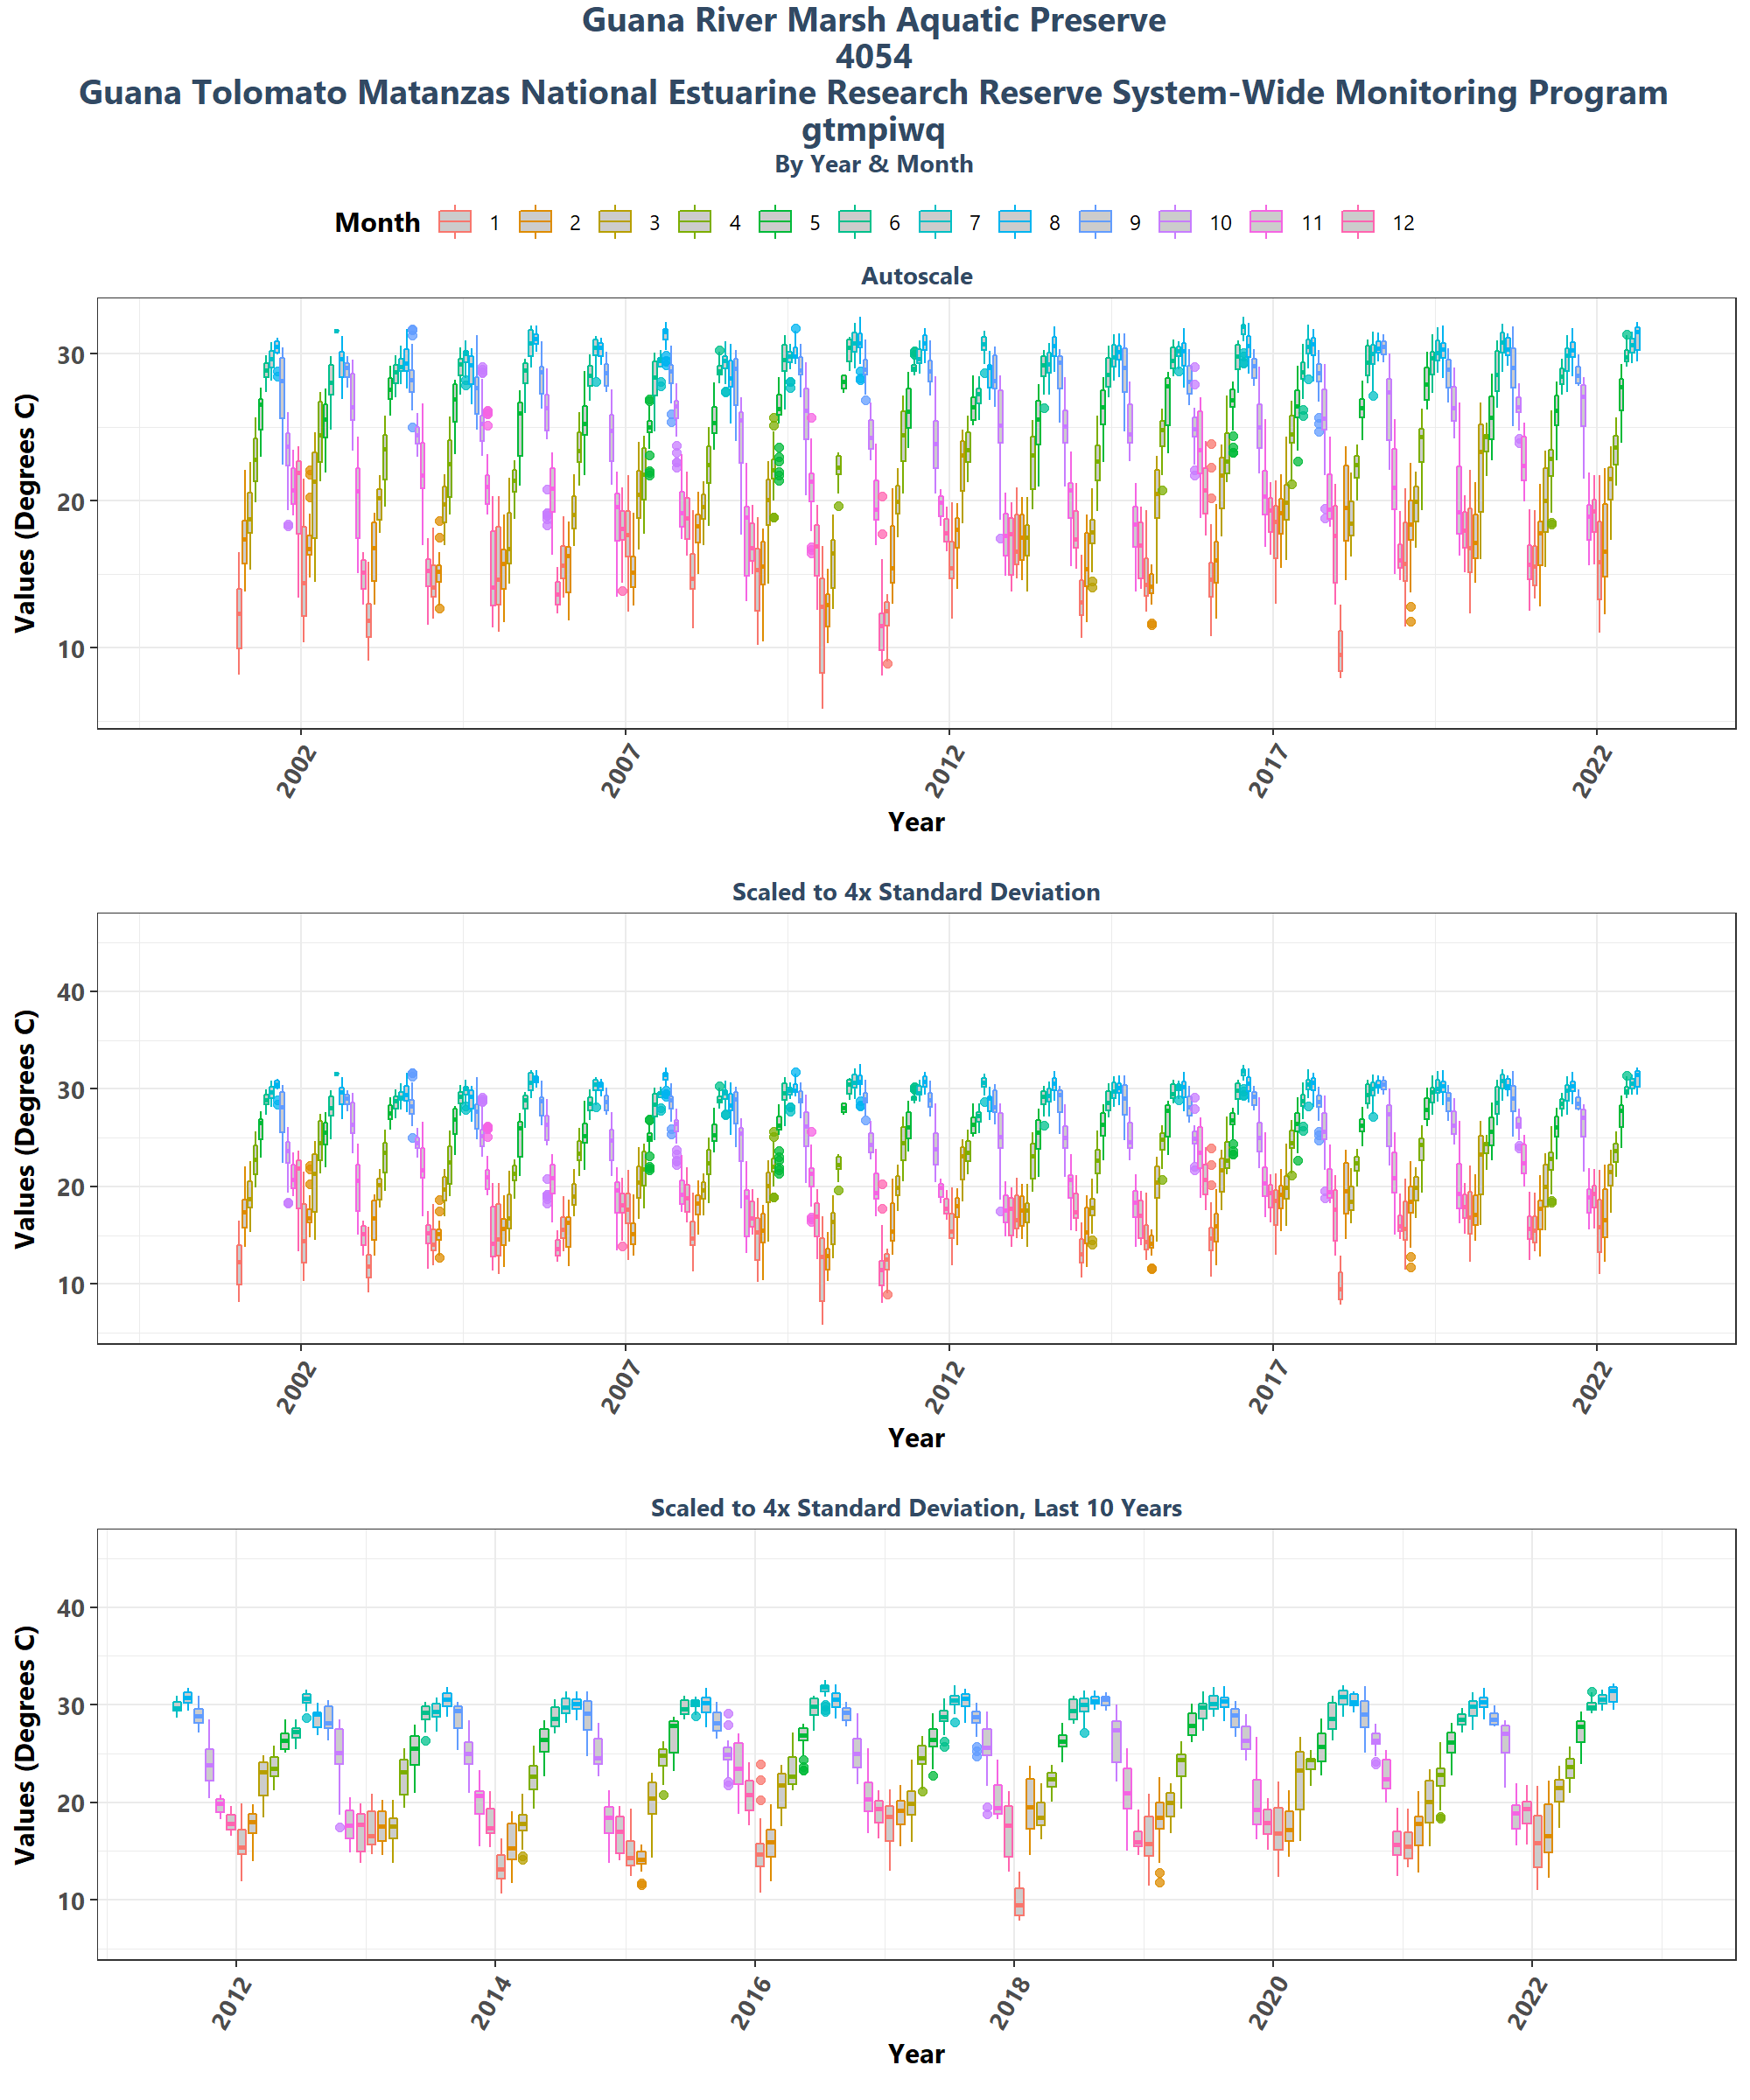 Guana River Marsh Aquatic Preserve
4054
Guana Tolomato Matanzas National Estuarine Research Reserve System-Wide Monitoring Program
gtmpiwq
By Year & Month
Month 1 2 3 4 5 6 7 8 9 10 11 12
Autoscale
Values (Degrees C)
30
20
10
2002 2007 2012 2017 2022
Year
Scaled to 4x Standard Deviation
Values (Degrees C)
40
30
20
10
2002 2007 2012 2017 2022
Year
Scaled to 4x Standard Deviation, Last 10 Years
Values (Degrees C)
40
30
20
10
2012 2014 2016 2018 2020 2022
Year